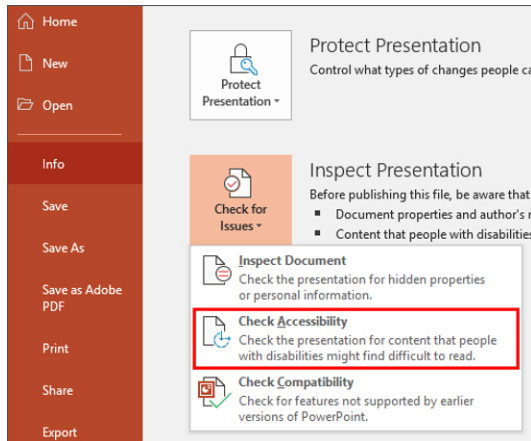 Home
New
Open
Info
Save
Save As
Save as Adobe
PDF
Print
Share
Export
Protect
Presentation
Protect Presentation
Control what types of changes people
Check for
Issues
Inspect Presentation
Before publishing this file, be aware that
Document properties and author's
Content that people with disabilities
Inspect Document
Check the presentation for hidden properties
or personal information.
Check Accessibility
Check the presentation for content that people
with disabilities might find difficult to read.
Check Compatibility
Check for features not supported by earlier
versions of PowerPoint.